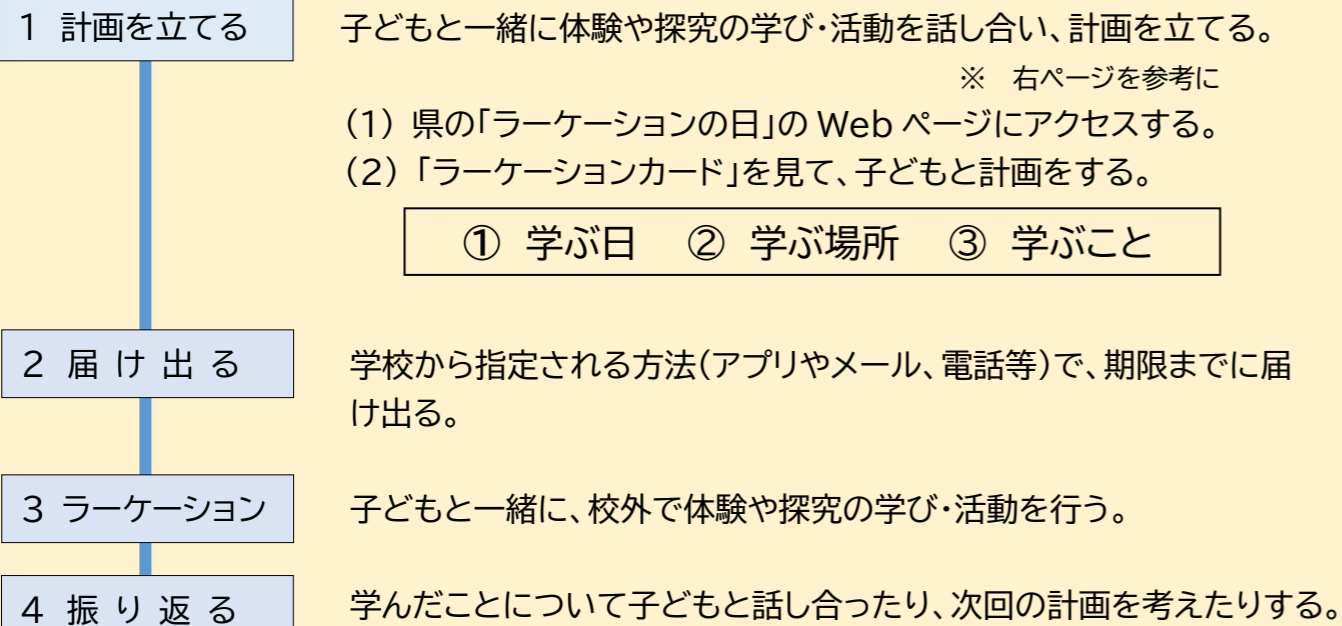 1 計画を立てる
子どもと一緒に体験や探究の学び・活動を話し合い、計画を立てる。
※ 右ページを参考に
(1) 県の「ラーケーションの日」の Web ページにアクセスする。
(2) 「ラーケーションカード」を見て、子どもと計画をする。
① 学ぶ日 ② 学ぶ場所 ③ 学ぶこと
2 届 け 出 る
学校から指定される方法(アプリやメール、電話等)で、期限までに届
け出る。
3 ラーケーション
子どもと一緒に、校外で体験や探究の学び・活動を行う。
4 振 り 返 る
学んだことについて子どもと話し合ったり、次回の計画を考えたりする。